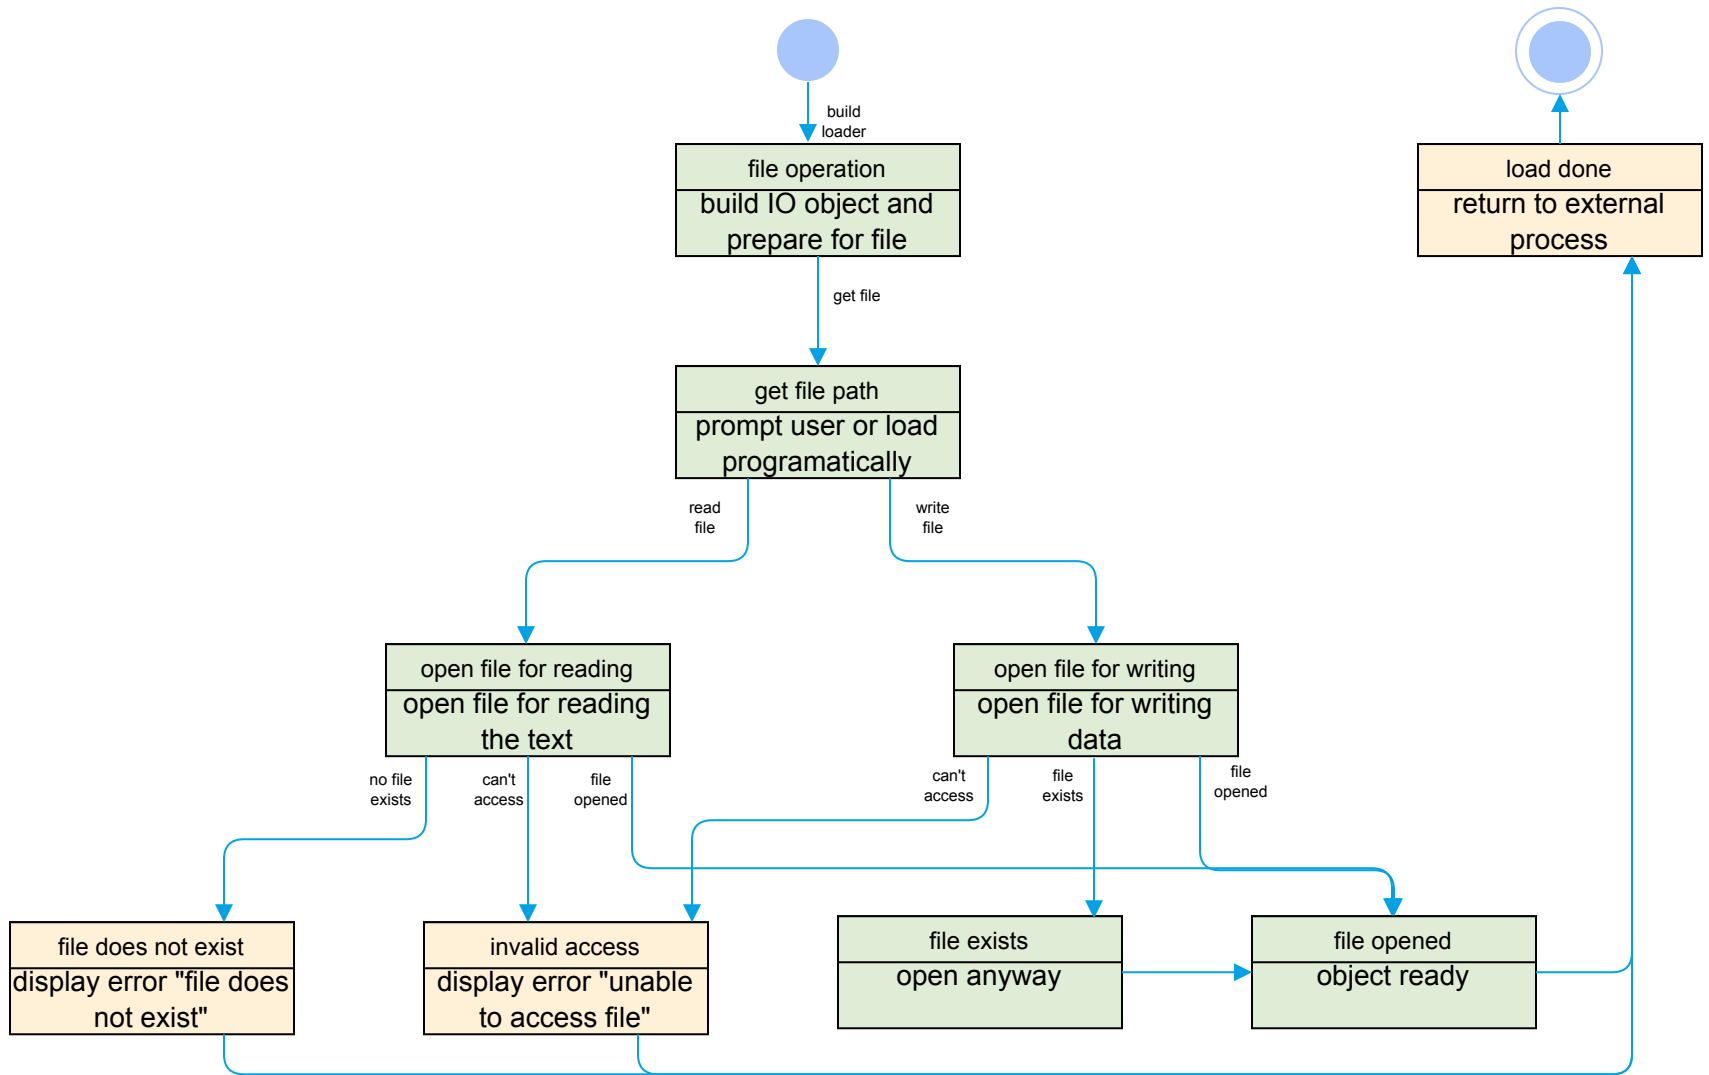 build
loader
file operation
build IO object and
prepare for file
load done
return to external
process
get file
get file path
prompt user or load
programatically
read
file
write
file
open file for reading
open file for reading
the text
open file for writing
open file for writing
data
no file
exists
can't
access
file
opened
can't
access
file
exists
file
opened
file does not exist
display error "file does
not exist"
invalid access
display error "unable
to access file"
file exists
open anyway
file opened
object ready